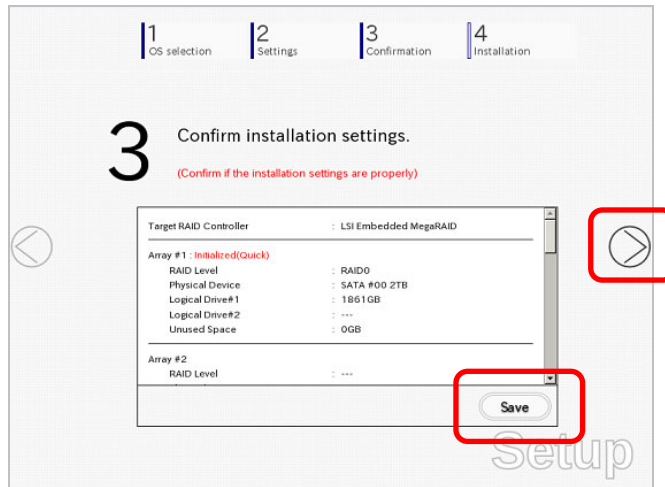 1 2 3 4
OS selection Settings Confirmation Installation
3 Confirm installation settings.
(Confirm if the installation settings are properly)
Target RAID Controller : LSI Embedded MegaRAID
Array #1 : Initialized(Quick)
RAID Level : RAID0
Physical Device : SATA #00 2TB
Logical Drive#1 : 1861GB
Logical Drive#2 : ---
Unused Space : 0GB
Array #2
RAID Level : ---
Save
Setup